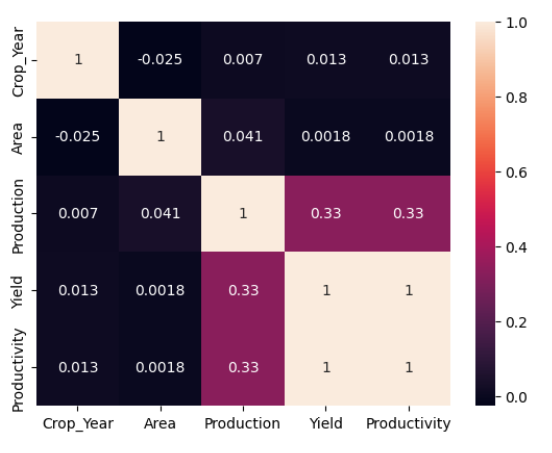 Crop_Year 1 -0.025 0.007 0.013 0.013
Area -0.025 1 0.041 0.0018 0.0018
Production 0.007 0.041 1 0.33 0.33
Yield 0.013 0.0018 0.33 1 1
Productivity 0.013 0.0018 0.33 1 1
Crop_Year Area Production Yield Productivity
1.0
0.8
0.6
0.4
0.2
0.0